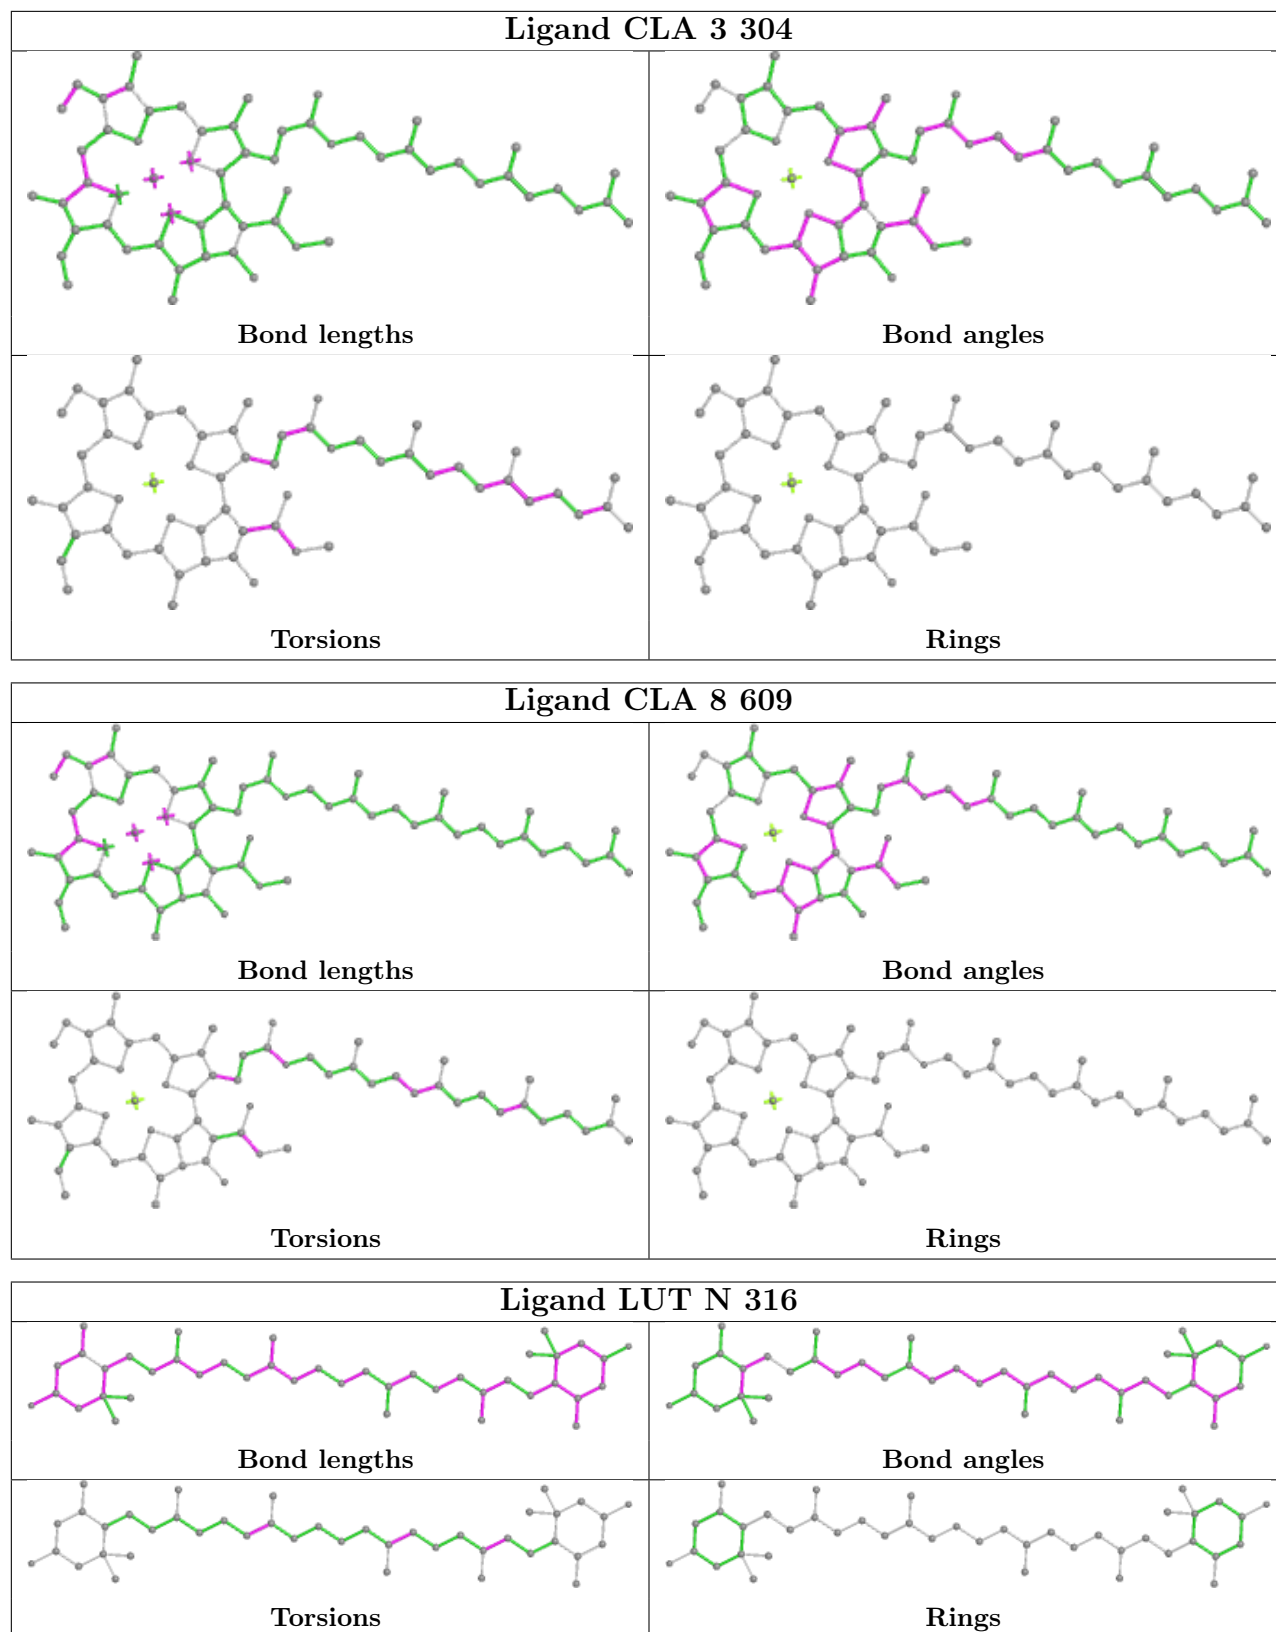 Ligand CLA 3 304
Bond lengths
Bond angles
Torsions
Rings
Ligand CLA 8 609
Bond lengths
Bond angles
Torsions
Rings
Ligand LUT N 316
Bond lengths
Bond angles
Torsions
Rings